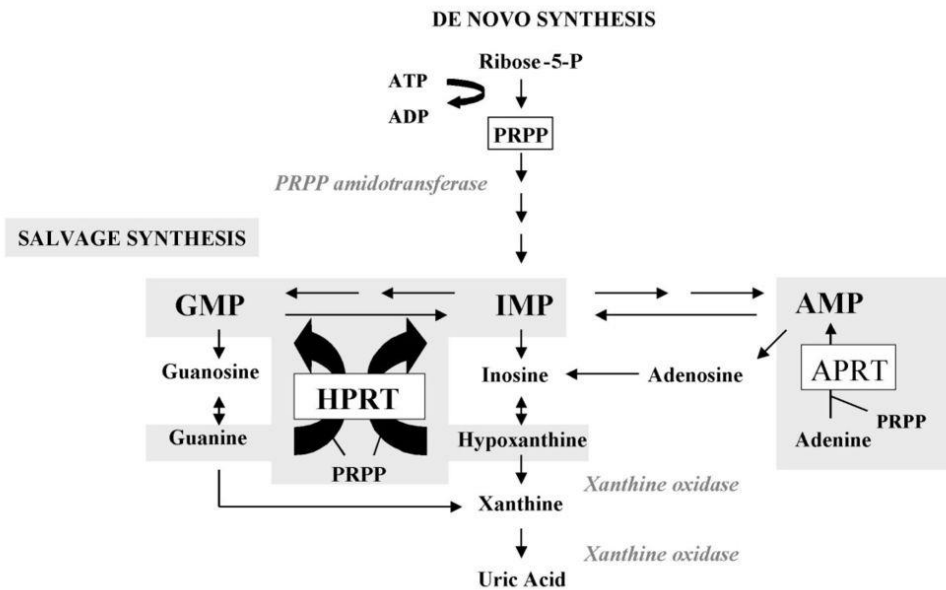 DE NOVO SYNTHESIS
Ribose-5-P
ATP
ADP
PRPP
PRPP amidotransferase
SALVAGE SYNTHESIS
GMP
IMP
AMP
Guanosine
HPRT
Inosine
Adenosine
APRT
PRPP
Guanine
PRPP
Hypoxanthine
Adenine
Xanthine oxidase
Xanthine
Xanthine oxidase
Uric Acid